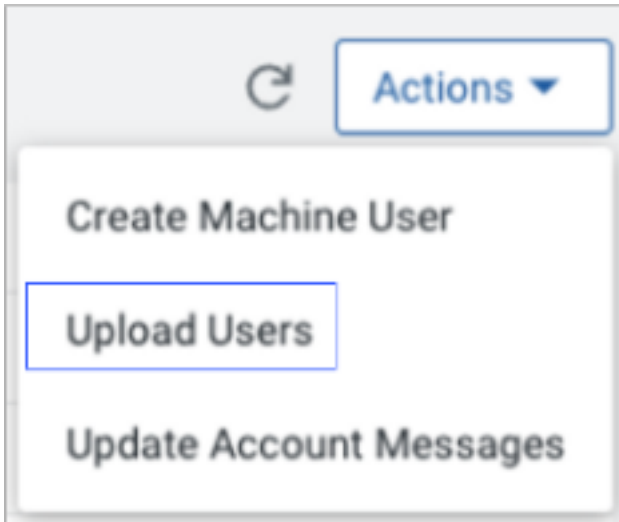 Actions
Create Machine User
Upload Users
Update Account Messages